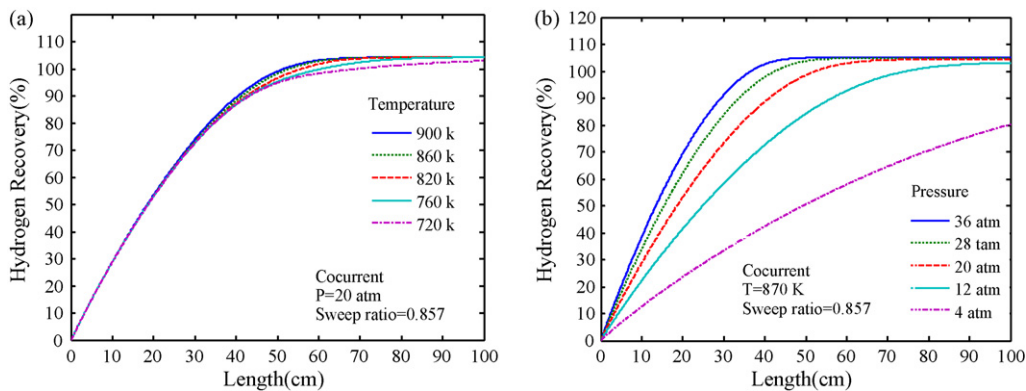 (a)
110
100
90
80
70
60
50
40
30
20
10
0
Hydrogen Recovery(%)
Temperature
900 k
860 k
820 k
760 k
720 k
Cocurrent
P=20 atm
Sweep ratio=0.857
0 10 20 30 40 50 60 70 80 90 100
Length(cm)
(b)
120
110
100
90
80
70
60
50
40
30
20
10
0
Hydrogen Recovery(%)
Pressure
36 atm
28 tam
20 atm
12 atm
4 atm
Cocurrent
T=870 K
Sweep ratio=0.857
0 10 20 30 40 50 60 70 80 90 100
Length(cm)